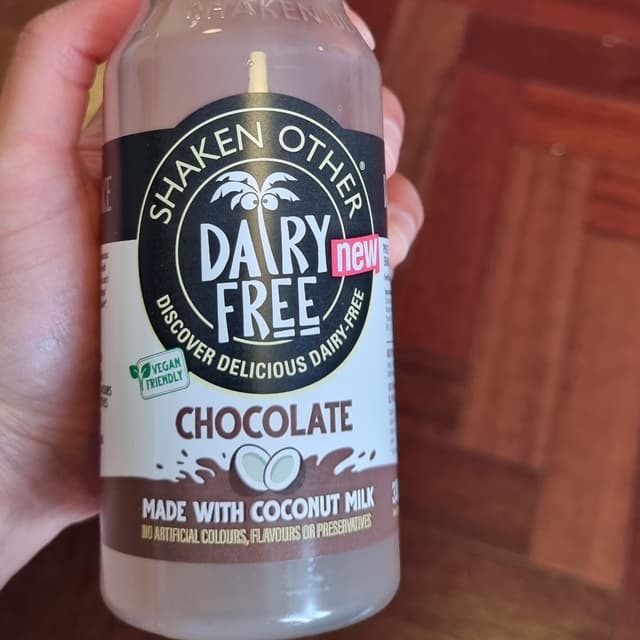 SHAKEN OTHER®
DAIRY
FREE
new
DISCOVER DELICIOUS DAIRY-FREE
VEGAN
FRIENDLY
CHOCOLATE
MADE WITH COCONUT MILK
NO ARTIFICIAL COLOURS, FLAVOURS OR PRESERVATIVES